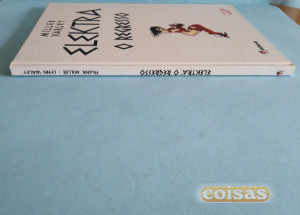 MILLER
VARLEY
ELEKTRA
O REGRESSO
FRANK MILLER | LYNN VARLEY
ELEKTRA O REGRESSO
coisas